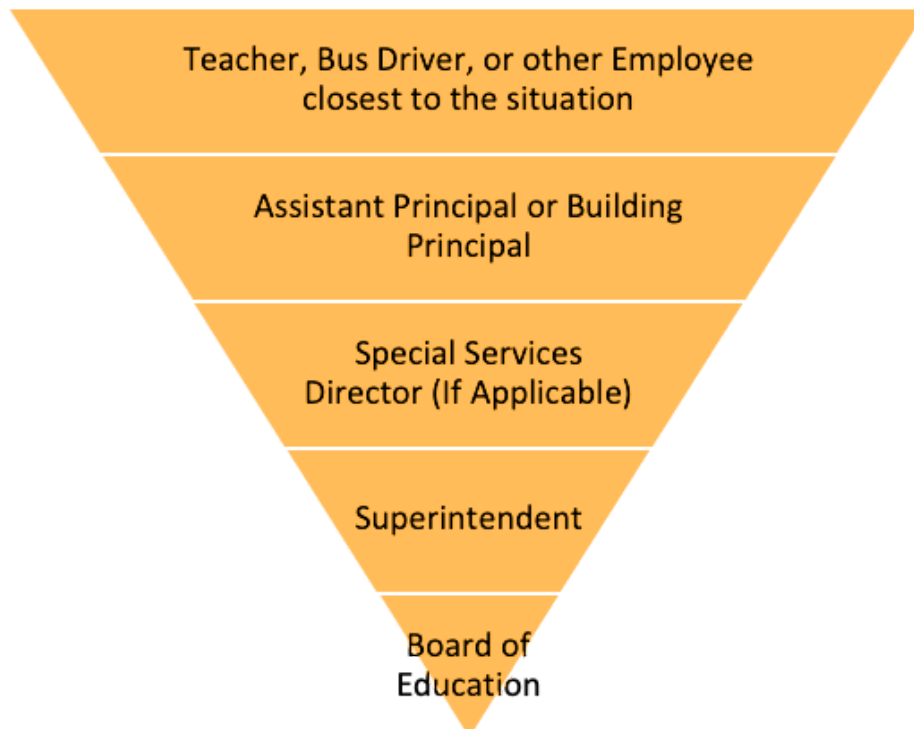 Teacher, Bus Driver, or other Employee
closest to the situation
Assistant Principal or Building
Principal
Special Services
Director (If Applicable)
Superintendent
Board of
Education